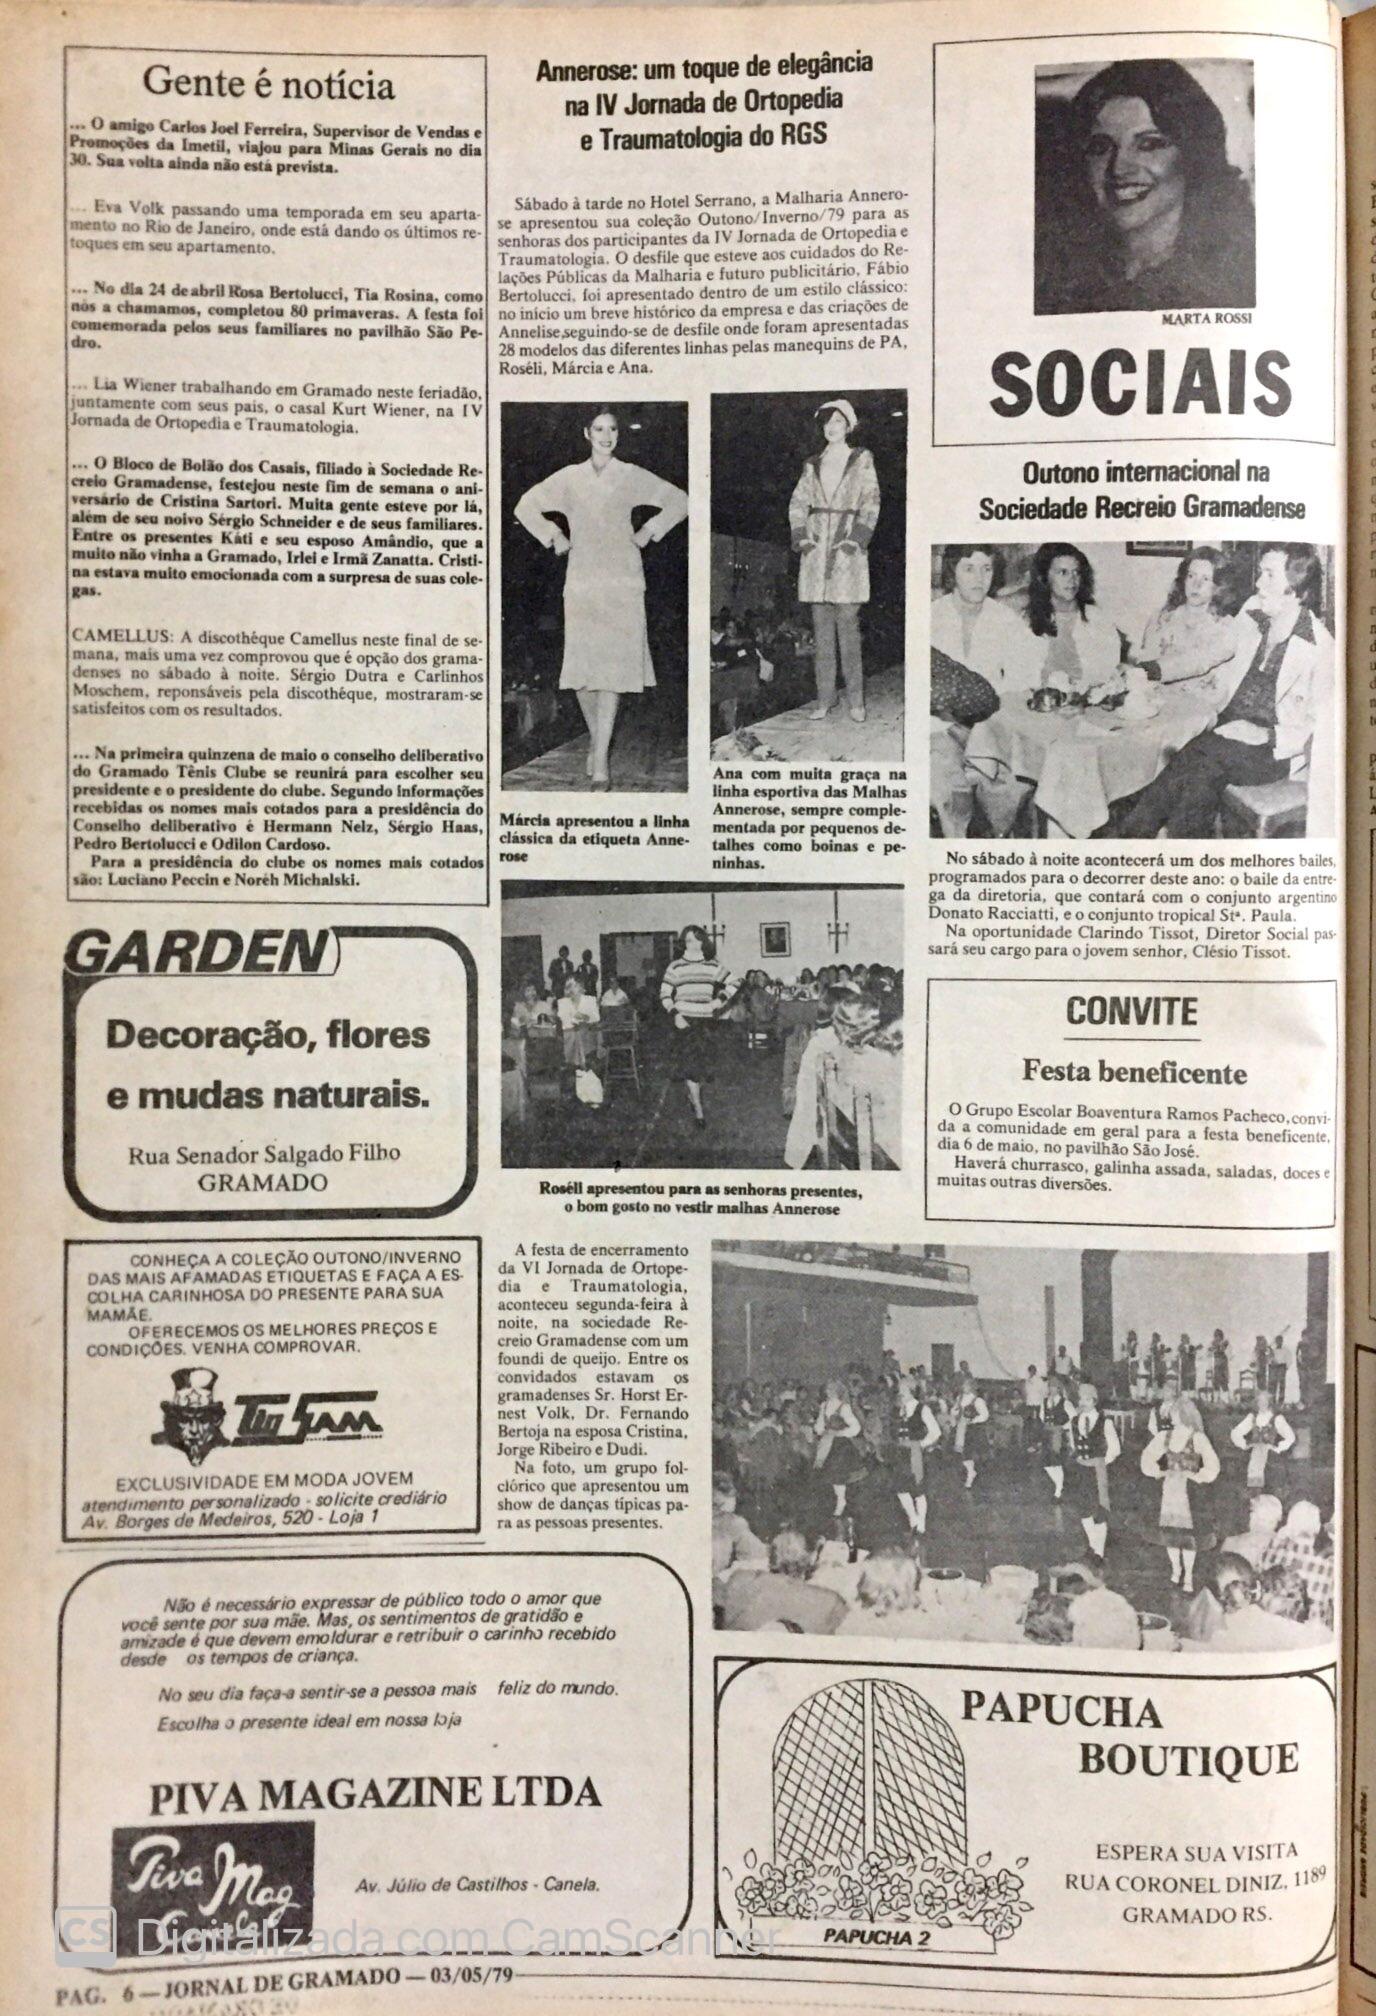 Gente é notícia
... O amigo Carlos Joel Ferreira, Supervisor de Vendas e
Promoções da Imetil, viajou para Minas Gerais no dia
30. Sua volta ainda não está prevista.
... Eva Volk passando uma temporada em seu aparta-
mento no Rio de Janeiro, onde está dando os últimos re-
toques em seu apartamento.
... No dia 24 de abril Rosa Bertolucci, Tia Rosina, como
nós a chamamos, completou 80 primaveras. A festa foi
comemorada pelos seus familiares no pavilhão São Pe-
dro.
... Lia Wiener trabalhando em Gramado neste feriadão,
juntamente com seus pais, o casal Kurt Wiener, na IV
Jornada de Ortopedia e Traumatologia.
... O Bloco de Bolão dos Casais, filiado à Sociedade Re-
creio Gramadense, festejou neste fim de semana o ani-
versário de Cristina Sartori. Muita gente esteve por lá,
além de seu noivo Sérgio Schneider e de seus familiares.
Entre os presentes Káti e seu esposo Amândio, que a
muito não vinha a Gramado, Irlei e Irmã Zanatta. Cristi-
na estava muito emocionada com a surpresa de suas cole-
gas.
CAMELLUS: A discothéque Camellus neste final de se-
mana, mais uma vez comprovou que é opção dos grama-
denses no sábado à noite. Sérgio Dutra e Carlinhos
Moschem, reponsáveis pela discothéque, mostraram-se
satisfeitos com os resultados.
... Na primeira quinzena de maio o conselho deliberativo
do Gramado Tênis Clube se reunirá para escolher seu
presidente e o presidente do clube. Segundo informações
recebidas os nomes mais cotados para a presidência do
Conselho deliberativo é Hermann Nelz, Sérgio Haas,
Pedro Bertolucci e Odilon Cardoso.
Para a presidência do clube os nomes mais cotados
são: Luciano Peccin e Noréh Michalski.
GARDEN
Decoração, flores
e mudas naturais.
Rua Senador Salgado Filho
GRAMADO
CONHEÇA A COLEÇÃO OUTONO/INVERNO
DAS MAIS AFAMADAS ETIQUETAS E FAÇA A ES-
COLHA CARINHOSA DO PRESENTE PARA SUA
MAMÃE.
OFERECEMOS OS MELHORES PREÇOS E
CONDIÇÕES. VENHA COMPROVAR.
Tio Sam
EXCLUSIVIDADE EM MODA JOVEM
atendimento personalizado - solicite crediário
Av. Borges de Medeiros, 520 - Loja 1
Annerose: um toque de elegância
na IV Jornada de Ortopedia
e Traumatologia do RGS
Sábado à tarde no Hotel Serrano, a Malharia Annero-
se apresentou sua coleção Outono/Inverno/79 para as
senhoras dos participantes da IV Jornada de Ortopedia e
Traumatologia. O desfile que esteve aos cuidados do Re-
lações Públicas da Malharia e futuro publicitário, Fábio
Bertolucci, foi apresentado dentro de um estilo clássico:
no início um breve histórico da empresa e das criações de
Annelise,seguindo-se de desfile onde foram apresentadas
28 modelos das diferentes linhas pelas manequins de PA,
Roséli, Márcia e Ana.
Márcia apresentou a linha
clássica da etiqueta Anne-
rose
Ana com muita graça na
linha esportiva das Malhas
Annerose, sempre comple-
mentada por pequenos de-
talhes como boinas e pe-
ninhas.
Roséli apresentou para as senhoras presentes,
o bom gosto no vestir malhas Annerose
A festa de encerramento
da VI Jornada de Ortope-
dia e Traumatologia,
aconteceu segunda-feira à
noite, na sociedade Re-
creio Gramadense com um
foundi de queijo. Entre os
convidados estavam os
gramadenses Sr. Horst Er-
nest Volk, Dr. Fernando
Bertoja na esposa Cristina,
Jorge Ribeiro e Dudi.
Na foto, um grupo fol-
clórico que apresentou um
show de danças típicas pa-
ra as pessoas presentes.
MARTA ROSSI
SOCIAIS
Outono internacional na
Sociedade Recreio Gramadense
No sábado à noite acontecerá um dos melhores bailes,
programados para o decorrer deste ano: o baile da entre-
ga da diretoria, que contará com o conjunto argentino
Donato Racciatti, e o conjunto tropical Stª. Paula.
Na oportunidade Clarindo Tissot, Diretor Social pas-
sará seu cargo para o jovem senhor, Clésio Tissot.
CONVITE
Festa beneficente
O Grupo Escolar Boaventura Ramos Pacheco, convi-
da a comunidade em geral para a festa beneficente,
dia 6 de maio, no pavilhão São José.
Haverá churrasco, galinha assada, saladas, doces e
muitas outras diversões.
Não é necessário expressar de público todo o amor que
você sente por sua mãe. Mas, os sentimentos de gratidão e
amizade é que devem emoldurar e retribuir o carinho recebido
desde os tempos de criança.
No seu dia faça-a sentir-se a pessoa mais feliz do mundo.
Escolha o presente ideal em nossa loja
PIVA MAGAZINE LTDA
Piva Mag
Av. Júlio de Castilhos - Canela.
PAPUCHA
BOUTIQUE
ESPERA SUA VISITA
RUA CORONEL DINIZ, 1189
GRAMADO RS.
PAPUCHA 2
CS Digitalizada com CamScanner
PAG. 6 — JORNAL DE GRAMADO — 03/05/79